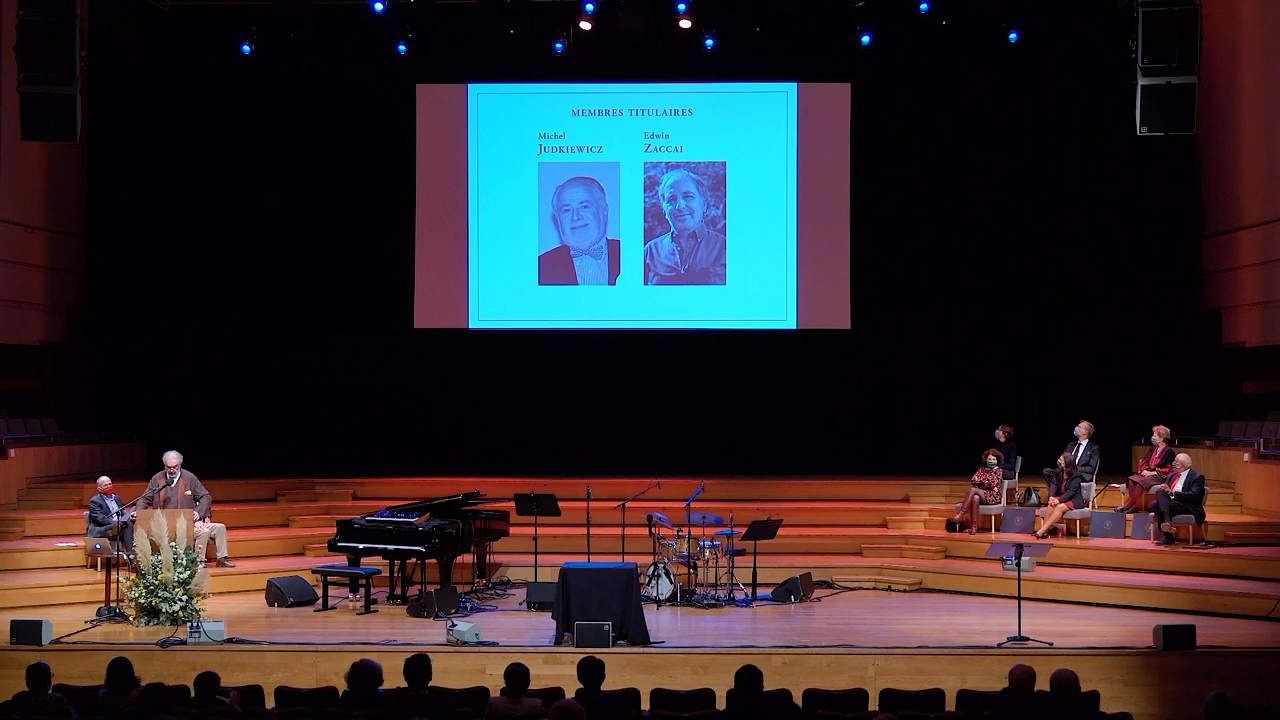 MEMBRES TITULAIRES
Michel
JUDKIEWICZ
Edwin
ZACCAI